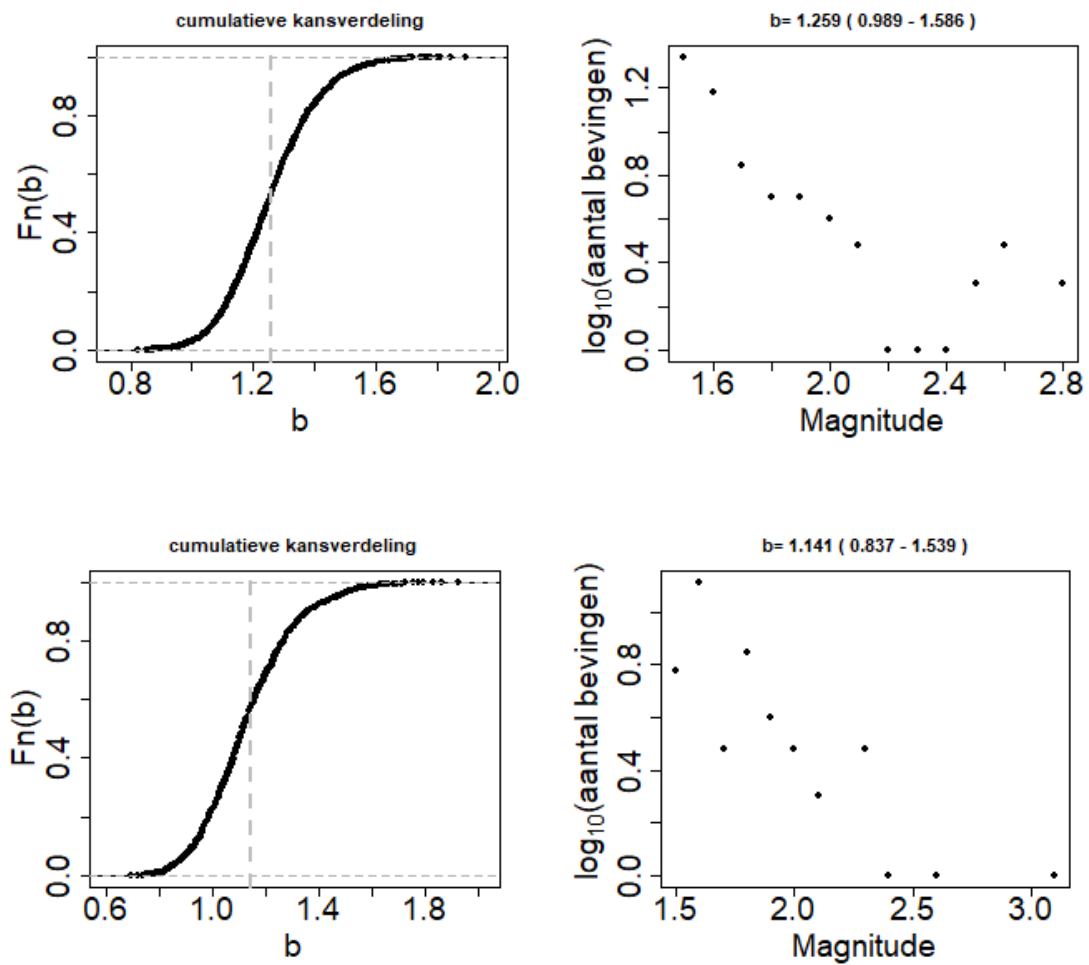 cumulatieve kansverdeling
Fn(b)
0.0 0.4 0.8
0.8 1.2 1.6 2.0
b
b= 1.259 ( 0.989 - 1.586 )
log10(aantal bevingen)
0.0 0.4 0.8 1.2
1.6 2.0 2.4 2.8
Magnitude
cumulatieve kansverdeling
Fn(b)
0.0 0.4 0.8
0.6 1.0 1.4 1.8
b
b= 1.141 ( 0.837 - 1.539 )
log10(aantal bevingen)
0.0 0.4 0.8
1.5 2.0 2.5 3.0
Magnitude